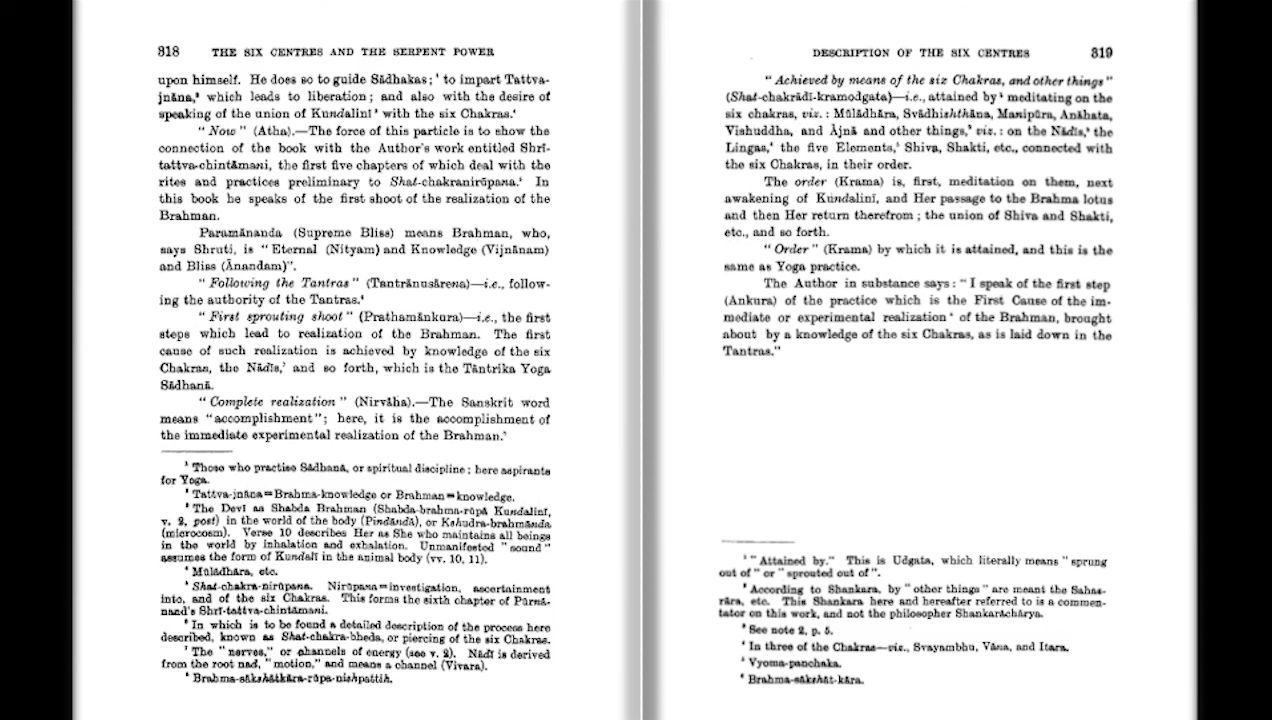 318 THE SIX CENTRES AND THE SERPENT POWER
upon himself. He does so to guide Sādhakas;¹ to impart Tattva-
jnāna,² which leads to liberation; and also with the desire of
speaking of the union of Kundalinī³ with the six Chakras.⁴
"Now" (Atha).—The force of this particle is to show the
connection of the book with the Author's work entitled Shrī-
tattva-chintāmani, the first five chapters of which deal with the
rites and practices preliminary to Shat-chakranirūpana.⁵ In
this book he speaks of the first shoot of the realization of the
Brahman.
Paramānanda (Supreme Bliss) means Brahman, who,
says Shruti, is "Eternal (Nityam) and Knowledge (Vijnānam)
and Bliss (Ānandam)".
"Following the Tantras" (Tantrānusārena)—i.e., follow-
ing the authority of the Tantras.⁶
"First sprouting shoot" (Prathamānkura)—i.e., the first
steps which lead to realization of the Brahman. The first
cause of such realization is achieved by knowledge of the six
Chakras, the Nādīs,⁷ and so forth, which is the Tāntrika Yoga
Sādhanā.
"Complete realization" (Nirvāha).—The Sanskrit word
means "accomplishment"; here, it is the accomplishment of
the immediate experimental realization of the Brahman.⁸
¹ Those who practise Sādhanā, or spiritual discipline; here aspirants
for Yoga.
² Tattva-jnāna=Brahma-knowledge or Brahman=knowledge.
³ The Devī as Shabda Brahman (Shabda-brahma-rūpā Kundalinī,
v. 2, post) in the world of the body (Pindāndā), or Kshudra-brahmānda
(microcosm). Verse 10 describes Her as She who maintains all beings
in the world by inhalation and exhalation. Unmanifested "sound"
assumes the form of Kundalī in the animal body (vv. 10, 11).
⁴ Mūlādhāra, etc.
⁵ Shat-chakra-nirūpana. Nirūpana=investigation, ascertainment
into, and of the six Chakras. This forms the sixth chapter of Pūrnā-
nand's Shrī-tattva-chintāmani.
⁶ In which is to be found a detailed description of the process here
described, known as Shat-chakra-bheda, or piercing of the six Chakras.
⁷ The "nerves," or channels of energy (see v. 2). Nādī is derived
from the root nad, "motion," and means a channel (Vivara).
⁸ Brahma-sākshātkāra-rūpa-nishpattih.
DESCRIPTION OF THE SIX CENTRES 319
"Achieved by means of the six Chakras, and other things"
(Shat-chakrādi-kramodgata)—i.e., attained by¹ meditating on the
six chakras, viz.: Mūlādhāra, Svādhishthāna, Manipūra, Anāhata,
Vishuddha, and Ājnā and other things,² viz.: on the Nādīs,³ the
Lingas,⁴ the five Elements,⁵ Shiva, Shakti, etc., connected with
the six Chakras, in their order.
The order (Krama) is, first, meditation on them, next
awakening of Kundalinī, and Her passage to the Brahma lotus
and then Her return therefrom; the union of Shiva and Shakti,
etc., and so forth.
"Order" (Krama) by which it is attained, and this is the
same as Yoga practice.
The Author in substance says: "I speak of the first step
(Ankura) of the practice which is the First Cause of the im-
mediate or experimental realization⁶ of the Brahman, brought
about by a knowledge of the six Chakras, as is laid down in the
Tantras."
¹ "Attained by." This is Udgata, which literally means "sprung
out of" or "sprouted out of".
² According to Shankara, by "other things" are meant the Sahas-
rāra, etc. This Shankara here and hereafter referred to is a commen-
tator on this work, and not the philosopher Shankarāchārya.
³ See note 2, p. 5.
⁴ In three of the Chakras—viz., Svayambhu, Vāna, and Itara.
⁵ Vyoma-panchaka.
⁶ Brahma-sākshāt-kāra.